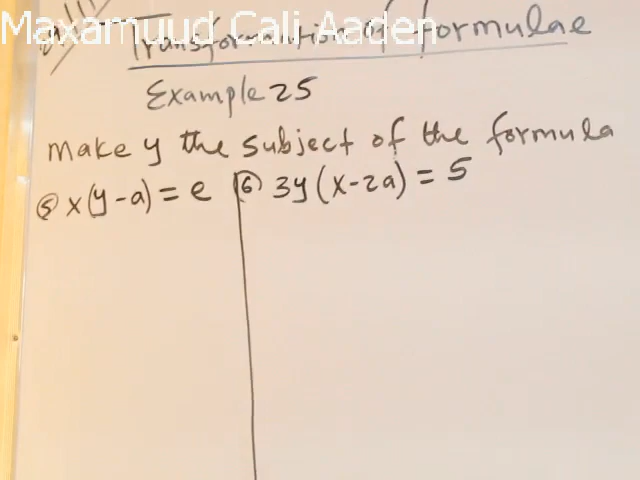 Maxamuud Cali Aaden
Transformation of formulae
Example 25
make y the subject of the formula
⑤ x(y-a) = e
⑥ 3y(x-2a) = 5